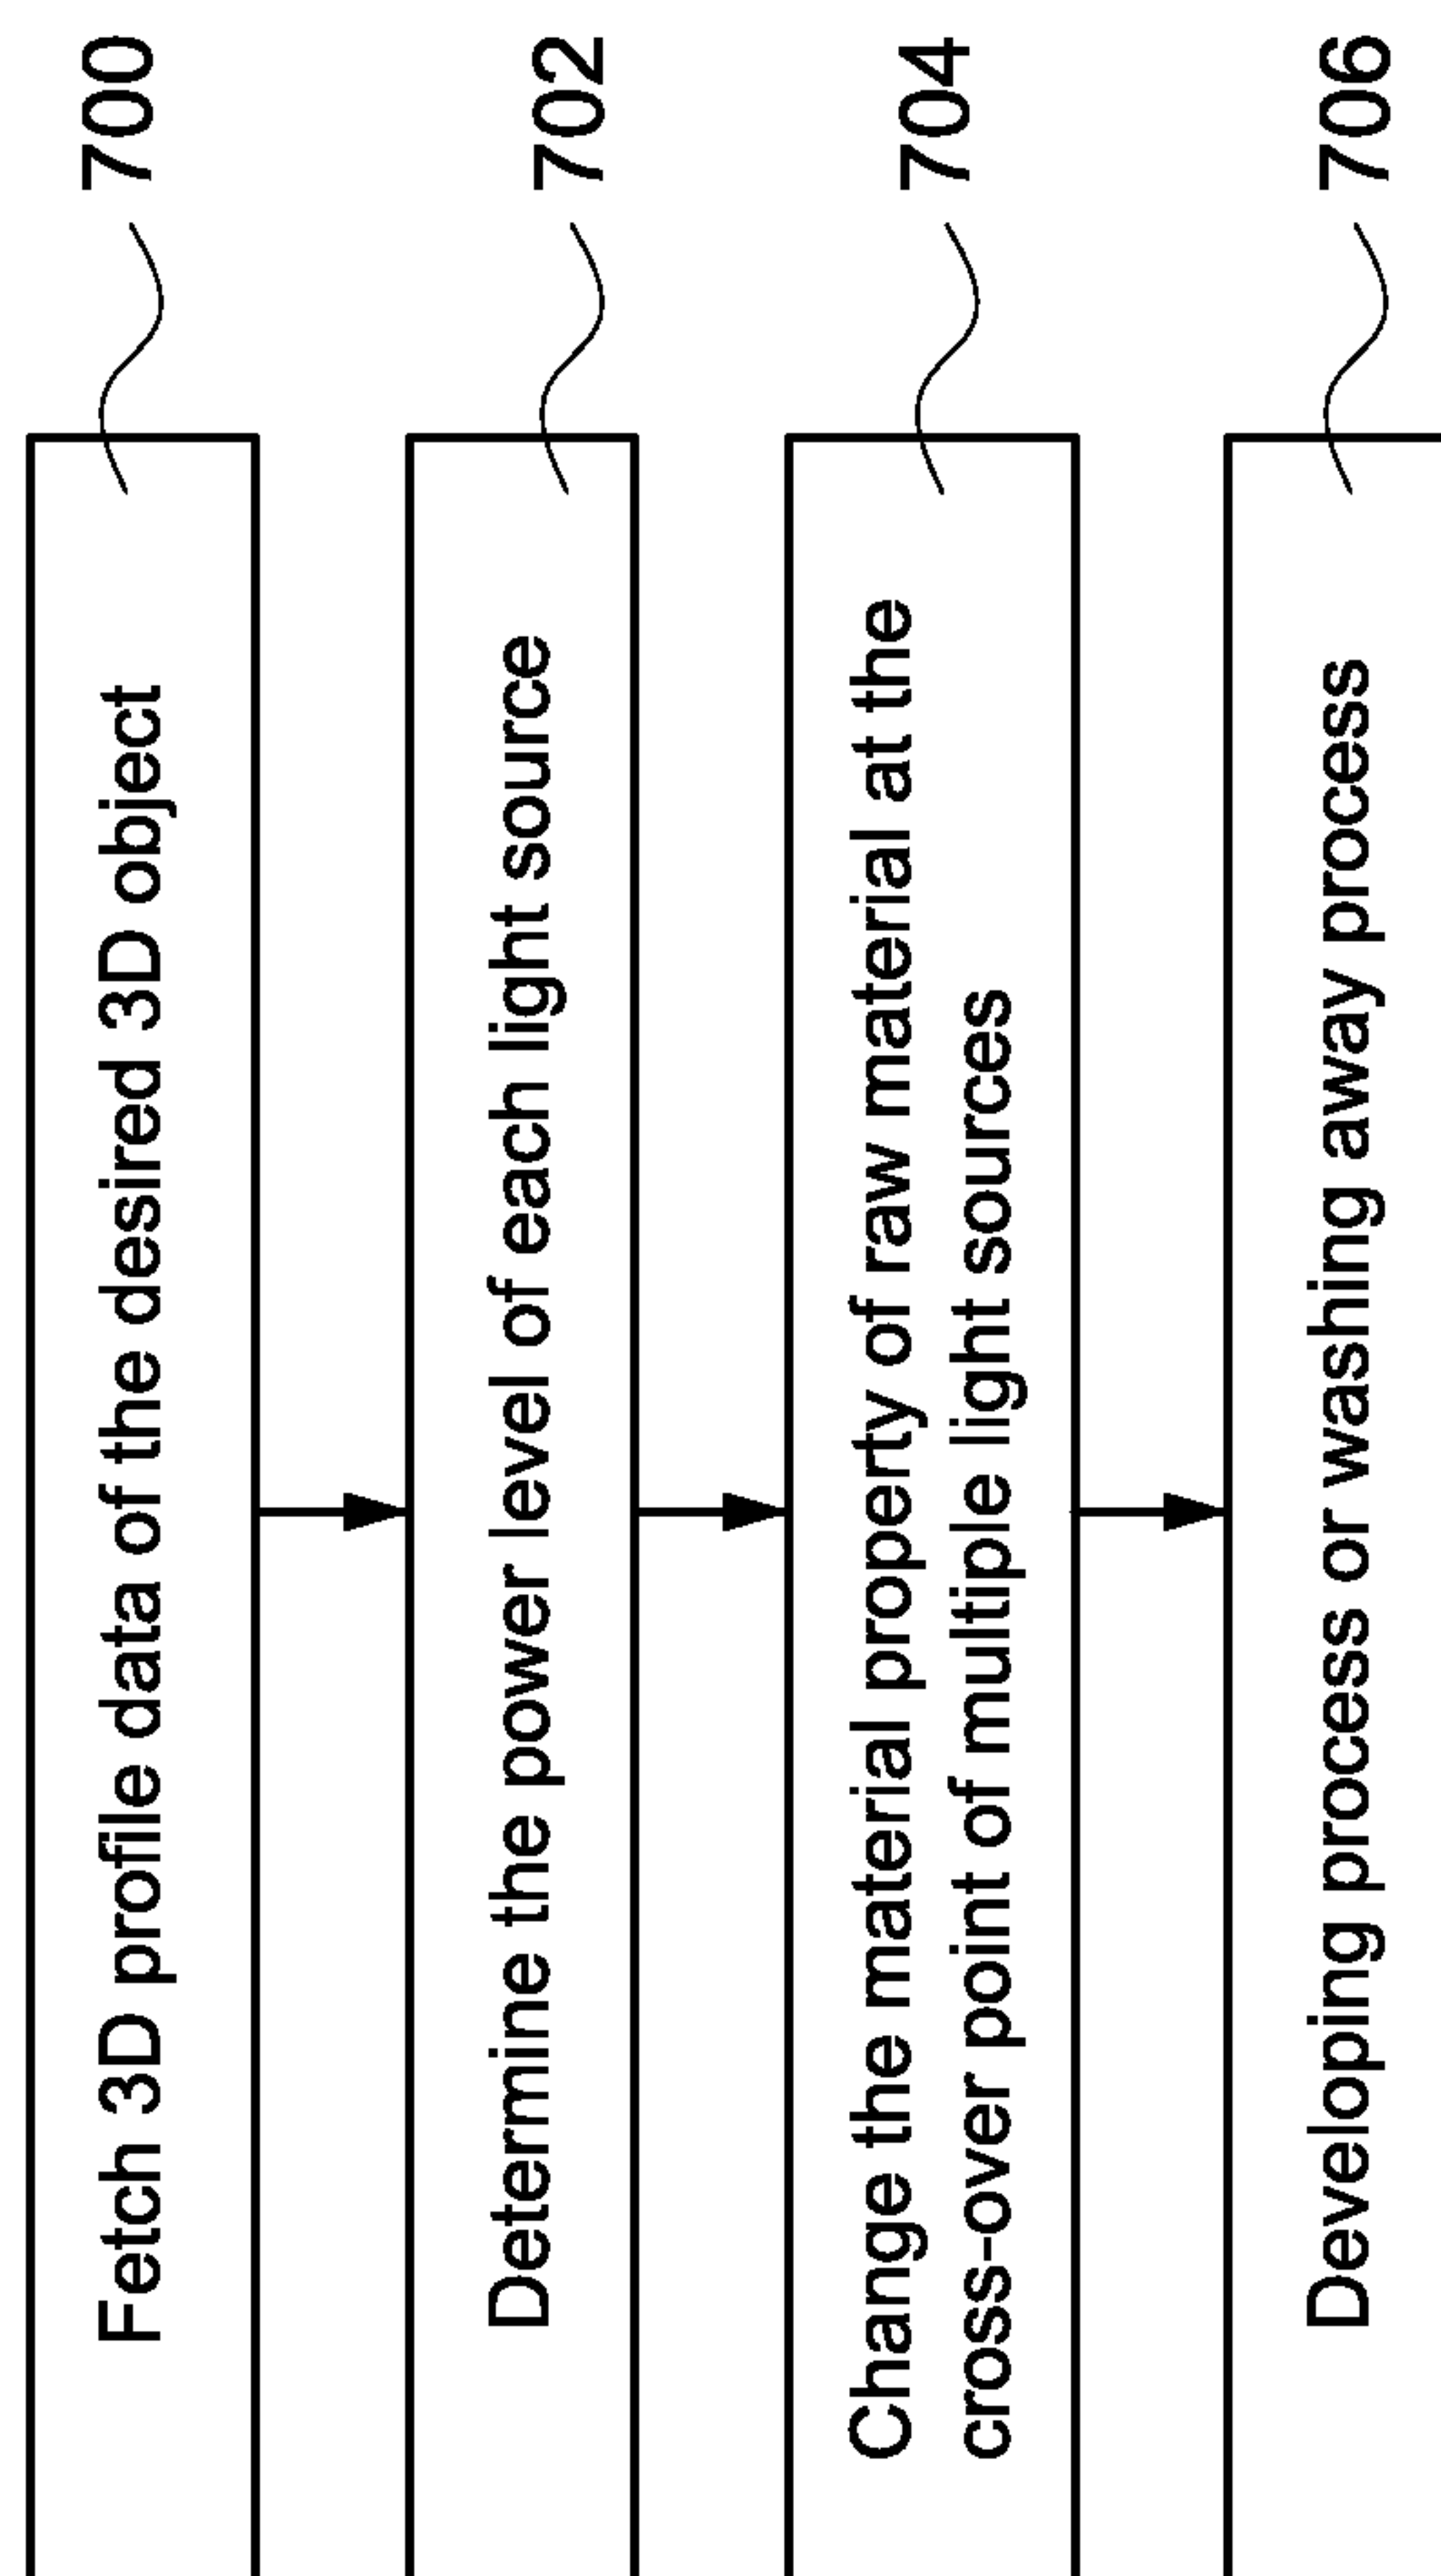 Fetch 3D profile data of the desired 3D object
700
Determine the power level of each light source
702
Change the material property of raw material at the
cross-over point of multiple light sources
704
Developing process or washing away process
706